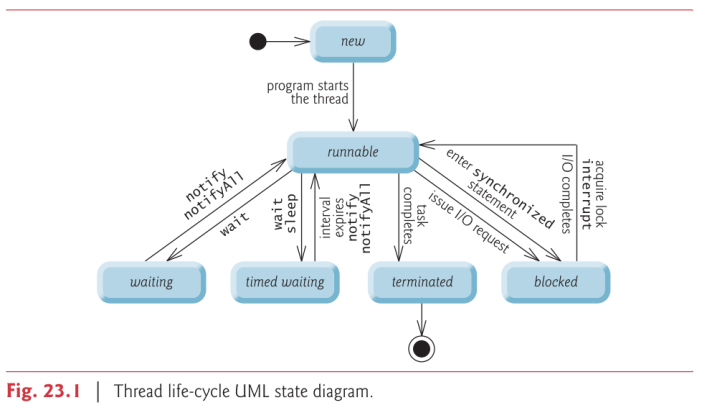 new
program starts
the thread
runnable
notify
notifyAll
wait
wait
sleep
interval
expires
notify
notifyAll
task
completes
enter synchronized
statement
issue I/O request
acquire lock
interrupt
I/O completes
waiting
timed waiting
terminated
blocked
Fig. 23.1 | Thread life-cycle UML state diagram.